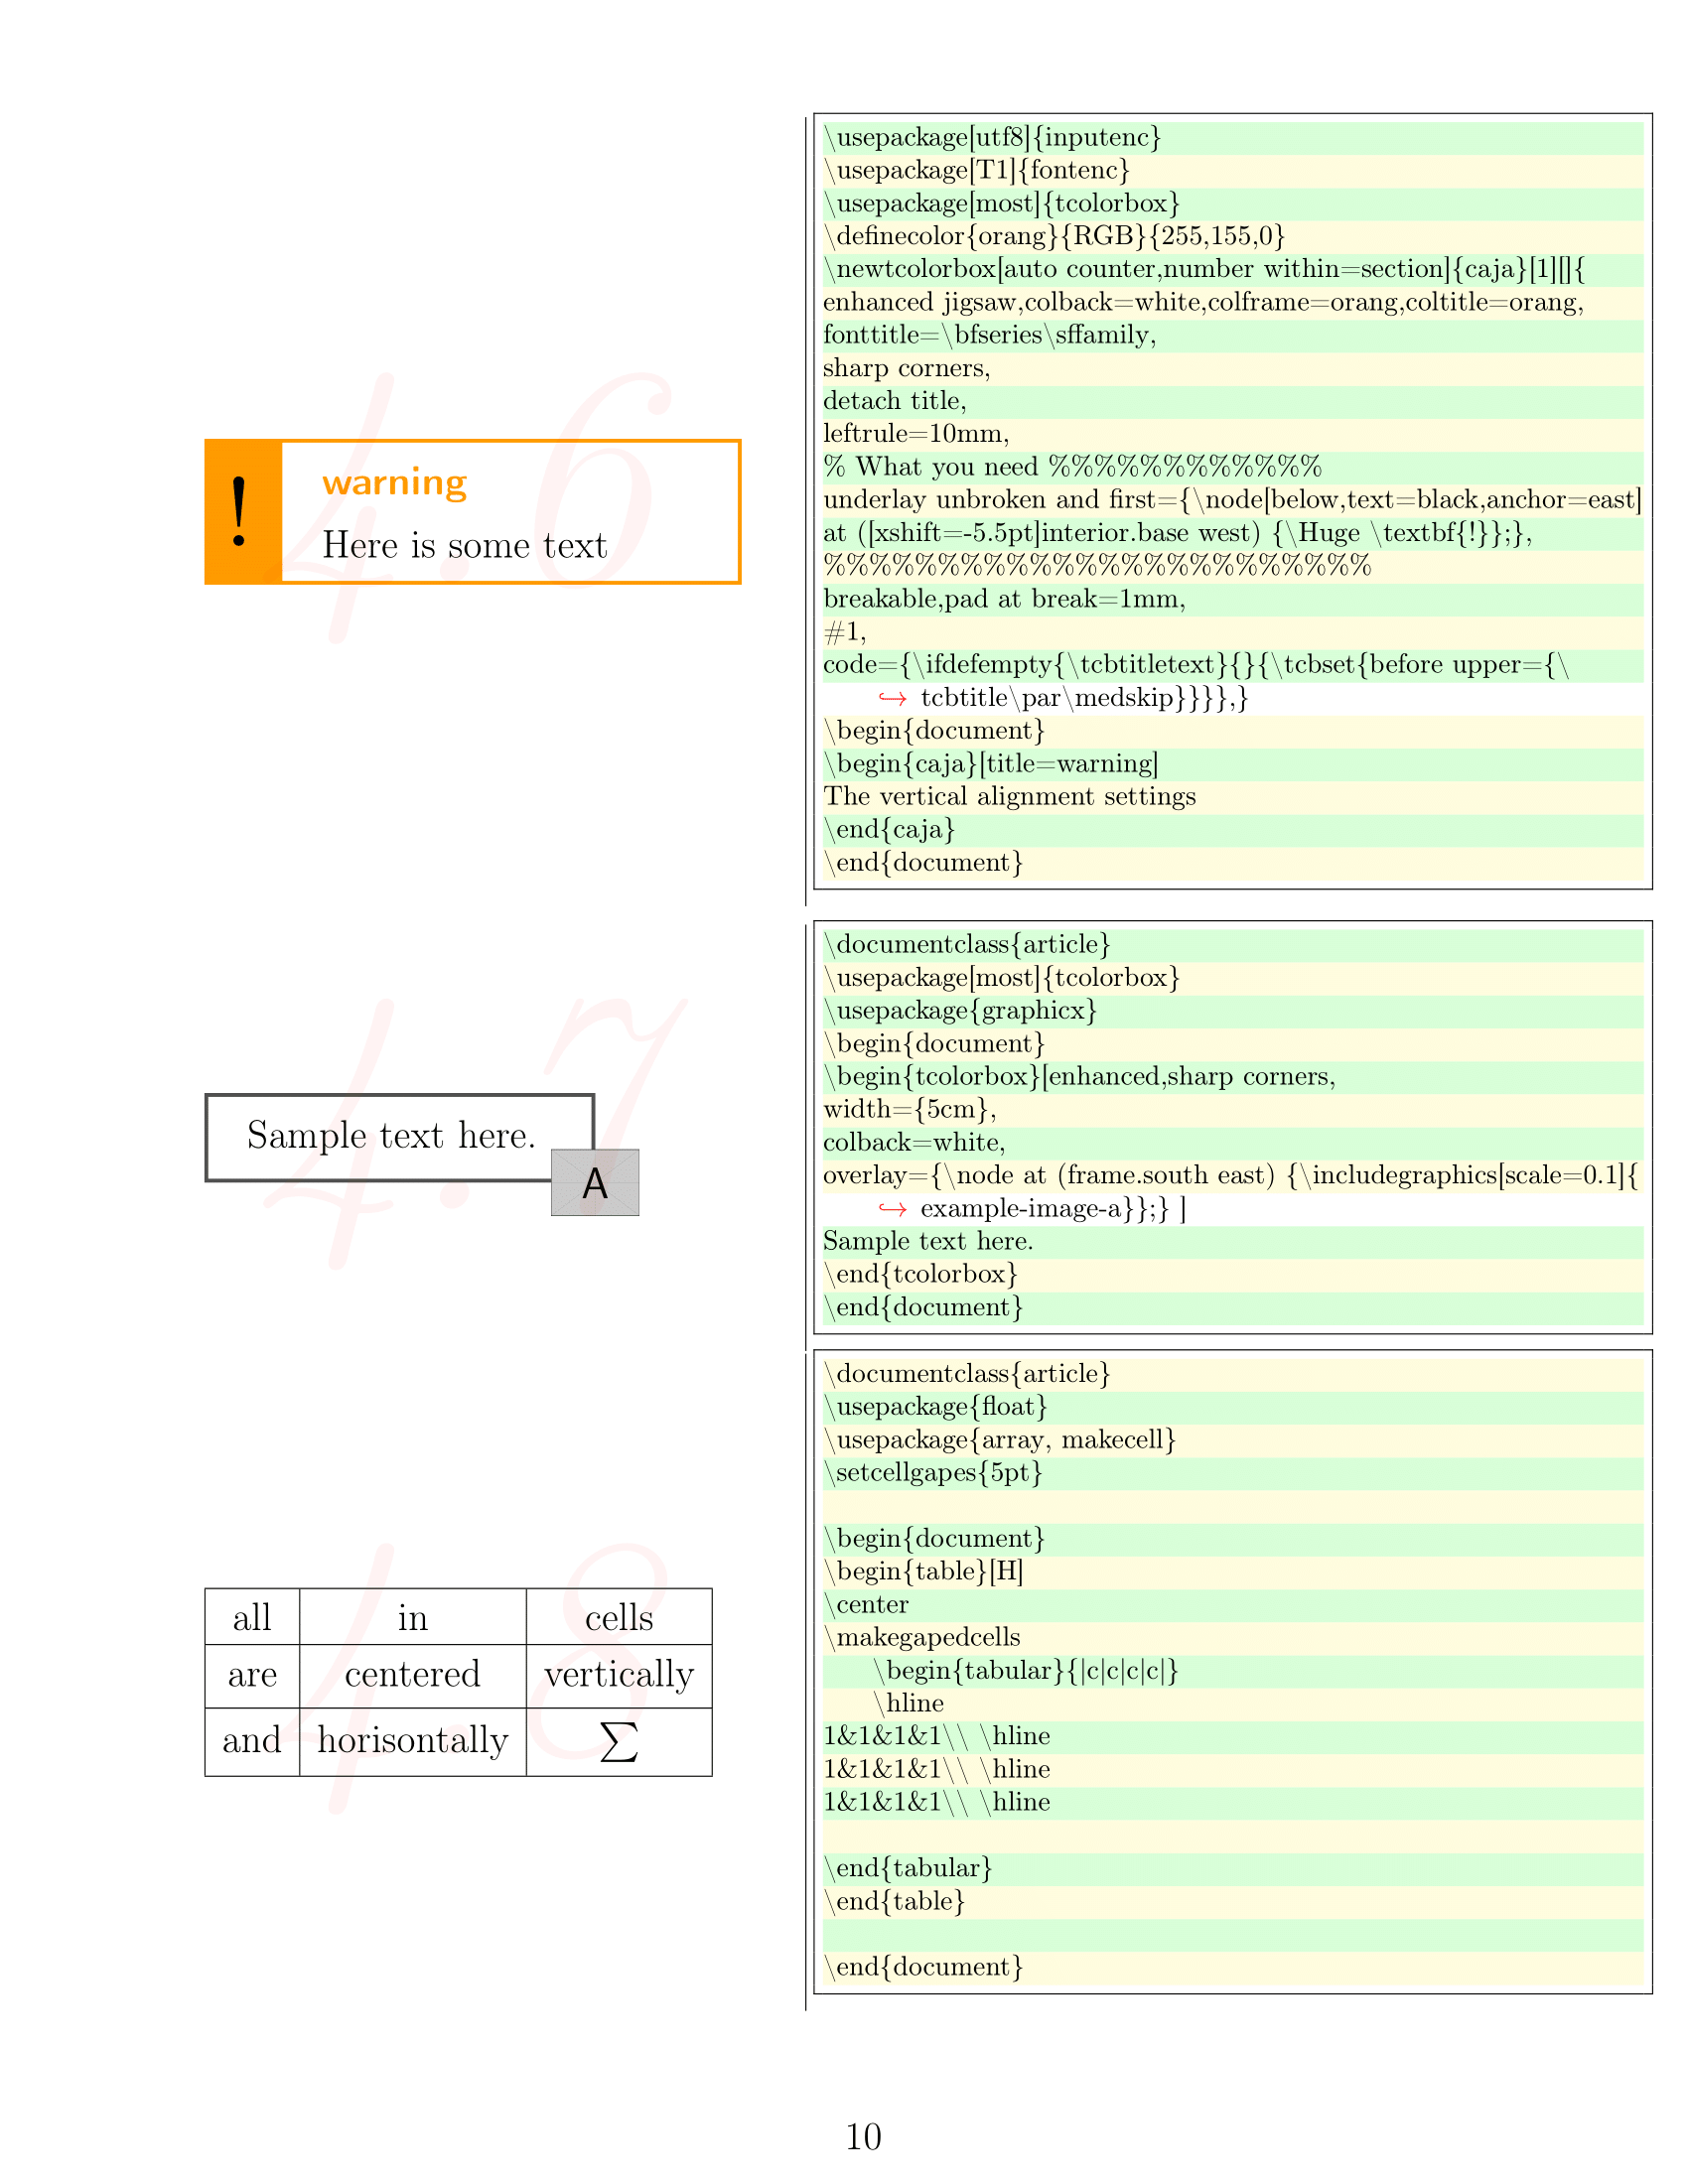 4.6
!
warning
Here is some text
\usepackage[utf8]{inputenc}
\usepackage[T1]{fontenc}
\usepackage[most]{tcolorbox}
\definecolor{orang}{RGB}{255,155,0}
\newtcolorbox[auto counter,number within=section]{caja}[1][]{
enhanced jigsaw,colback=white,colframe=orang,coltitle=orang,
fonttitle=\bfseries\sffamily,
sharp corners,
detach title,
leftrule=10mm,
% What you need %%%%%%%%%%%%
underlay unbroken and first={\node[below,text=black,anchor=east]
at ([xshift=-5.5pt]interior.base west) {\Huge \textbf{!}};},
%%%%%%%%%%%%%%%%%%%%%%%%
breakable,pad at break=1mm,
#1,
code={\ifdefempty{\tcbtitletext}{}{\tcbset{before upper={\
↪ tcbtitle\par\medskip}}}},}
\begin{document}
\begin{caja}[title=warning]
The vertical alignment settings
\end{caja}
\end{document}
4.7
Sample text here.
A
\documentclass{article}
\usepackage[most]{tcolorbox}
\usepackage{graphicx}
\begin{document}
\begin{tcolorbox}[enhanced,sharp corners,
width={5cm},
colback=white,
overlay={\node at (frame.south east) {\includegraphics[scale=0.1]{
↪ example-image-a}};} ]
Sample text here.
\end{tcolorbox}
\end{document}
4.8
all in cells
are centered vertically
and horisontally ∑
\documentclass{article}
\usepackage{float}
\usepackage{array, makecell}
\setcellgapes{5pt}
\begin{document}
\begin{table}[H]
\center
\makegapedcells
\begin{tabular}{|c|c|c|c|}
\hline
1&1&1&1\\ \hline
1&1&1&1\\ \hline
1&1&1&1\\ \hline
\end{tabular}
\end{table}
\end{document}
10